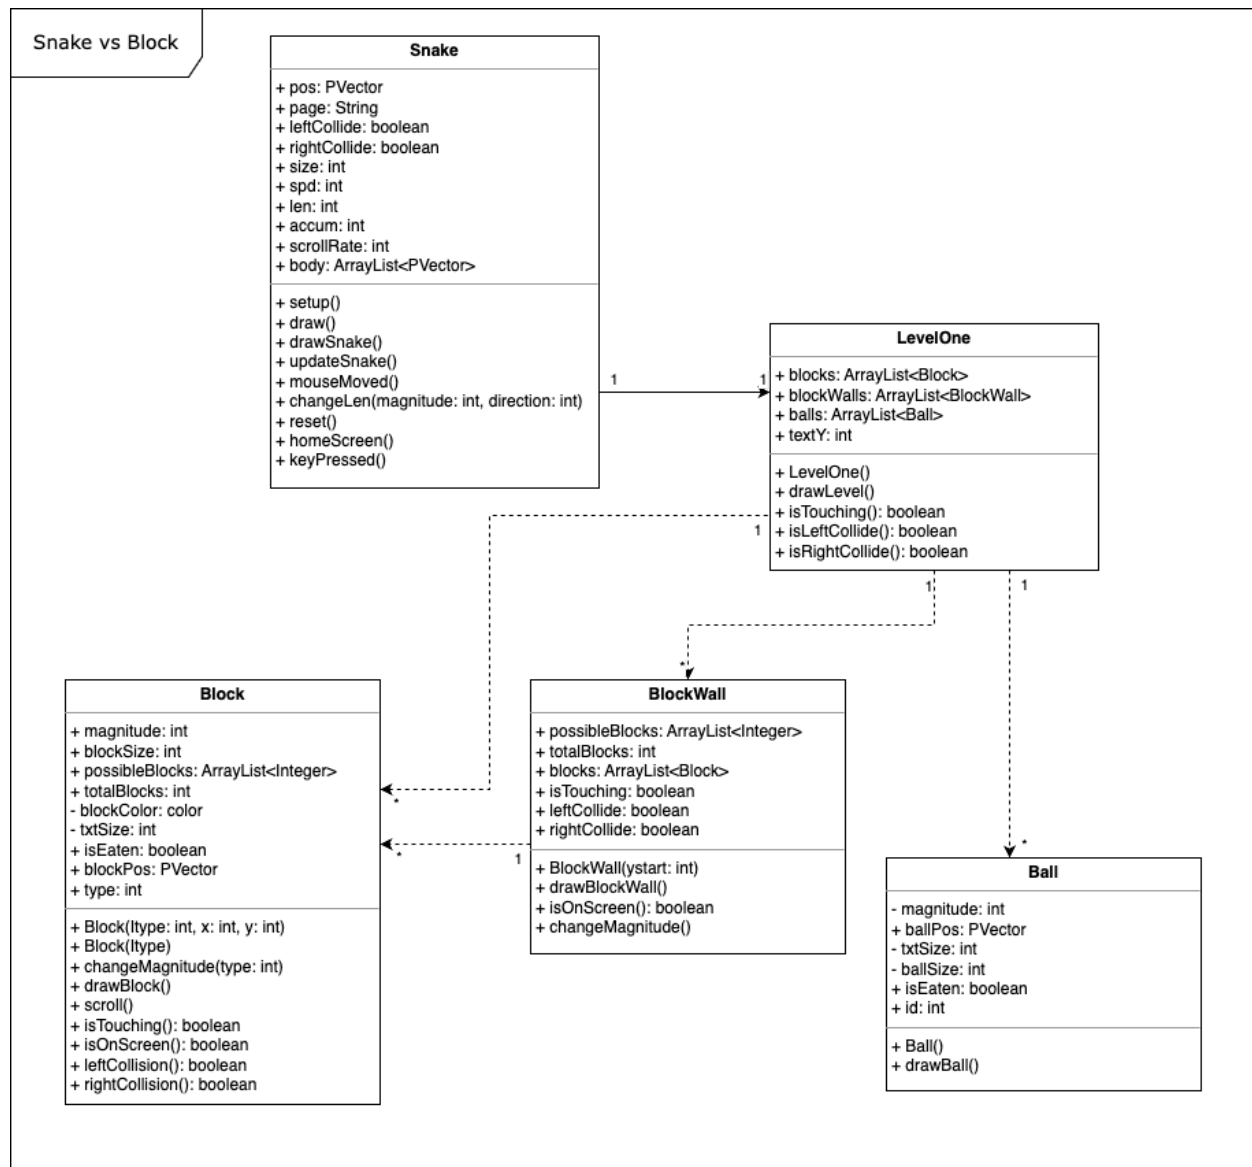 Snake vs Block
Snake
+ pos: PVector
+ page: String
+ leftCollide: boolean
+ rightCollide: boolean
+ size: int
+ spd: int
+ len: int
+ accum: int
+ scrollRate: int
+ body: ArrayList<PVector>
+ setup()
+ draw()
+ drawSnake()
+ updateSnake()
+ mouseMoved()
+ changeLen(magnitude: int, direction: int)
+ reset()
+ homeScreen()
+ keyPressed()
1
1
LevelOne
+ blocks: ArrayList<Block>
+ blockWalls: ArrayList<BlockWall>
+ balls: ArrayList<Ball>
+ textY: int
+ LevelOne()
+ drawLevel()
+ isTouching(): boolean
+ isLeftCollide(): boolean
+ isRightCollide(): boolean
1
1
1
*
*
*
*
1
Block
+ magnitude: int
+ blockSize: int
+ possibleBlocks: ArrayList<Integer>
+ totalBlocks: int
- blockColor: color
- txtSize: int
+ isEaten: boolean
+ blockPos: PVector
+ type: int
+ Block(Itype: int, x: int, y: int)
+ Block(Itype)
+ changeMagnitude(type: int)
+ drawBlock()
+ scroll()
+ isTouching(): boolean
+ isOnScreen(): boolean
+ leftCollision(): boolean
+ rightCollision(): boolean
BlockWall
+ possibleBlocks: ArrayList<Integer>
+ totalBlocks: int
+ blocks: ArrayList<Block>
+ isTouching: boolean
+ leftCollide: boolean
+ rightCollide: boolean
+ BlockWall(ystart: int)
+ drawBlockWall()
+ isOnScreen(): boolean
+ changeMagnitude()
Ball
- magnitude: int
+ ballPos: PVector
- txtSize: int
- ballSize: int
+ isEaten: boolean
+ id: int
+ Ball()
+ drawBall()